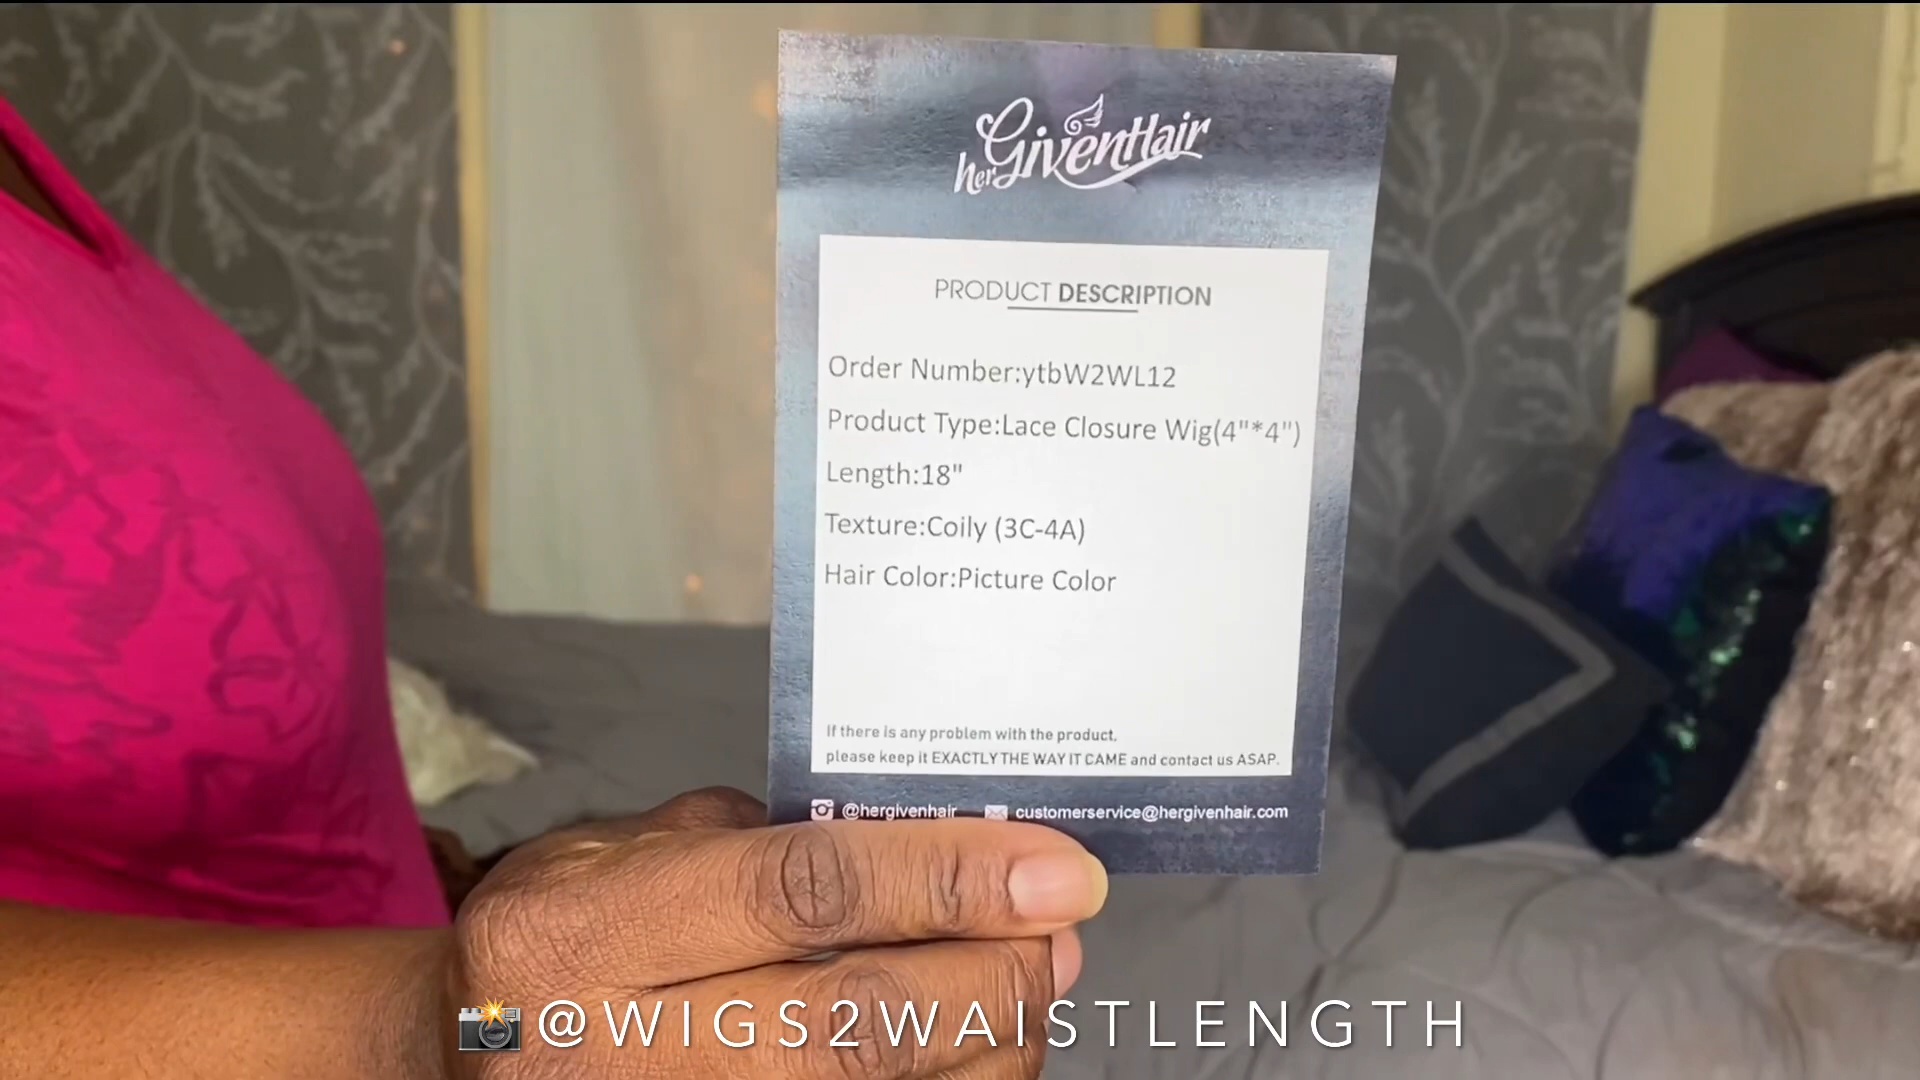 herGivenHair
PRODUCT DESCRIPTION
Order Number:ytbW2WL12
Product Type:Lace Closure Wig(4"*4")
Length:18"
Texture:Coily (3C-4A)
Hair Color:Picture Color
If there is any problem with the product,
please keep it EXACTLY THE WAY IT CAME and contact us ASAP.
@hergivenhair customerservice@hergivenhair.com
@WIGS2WAISTLENGTH